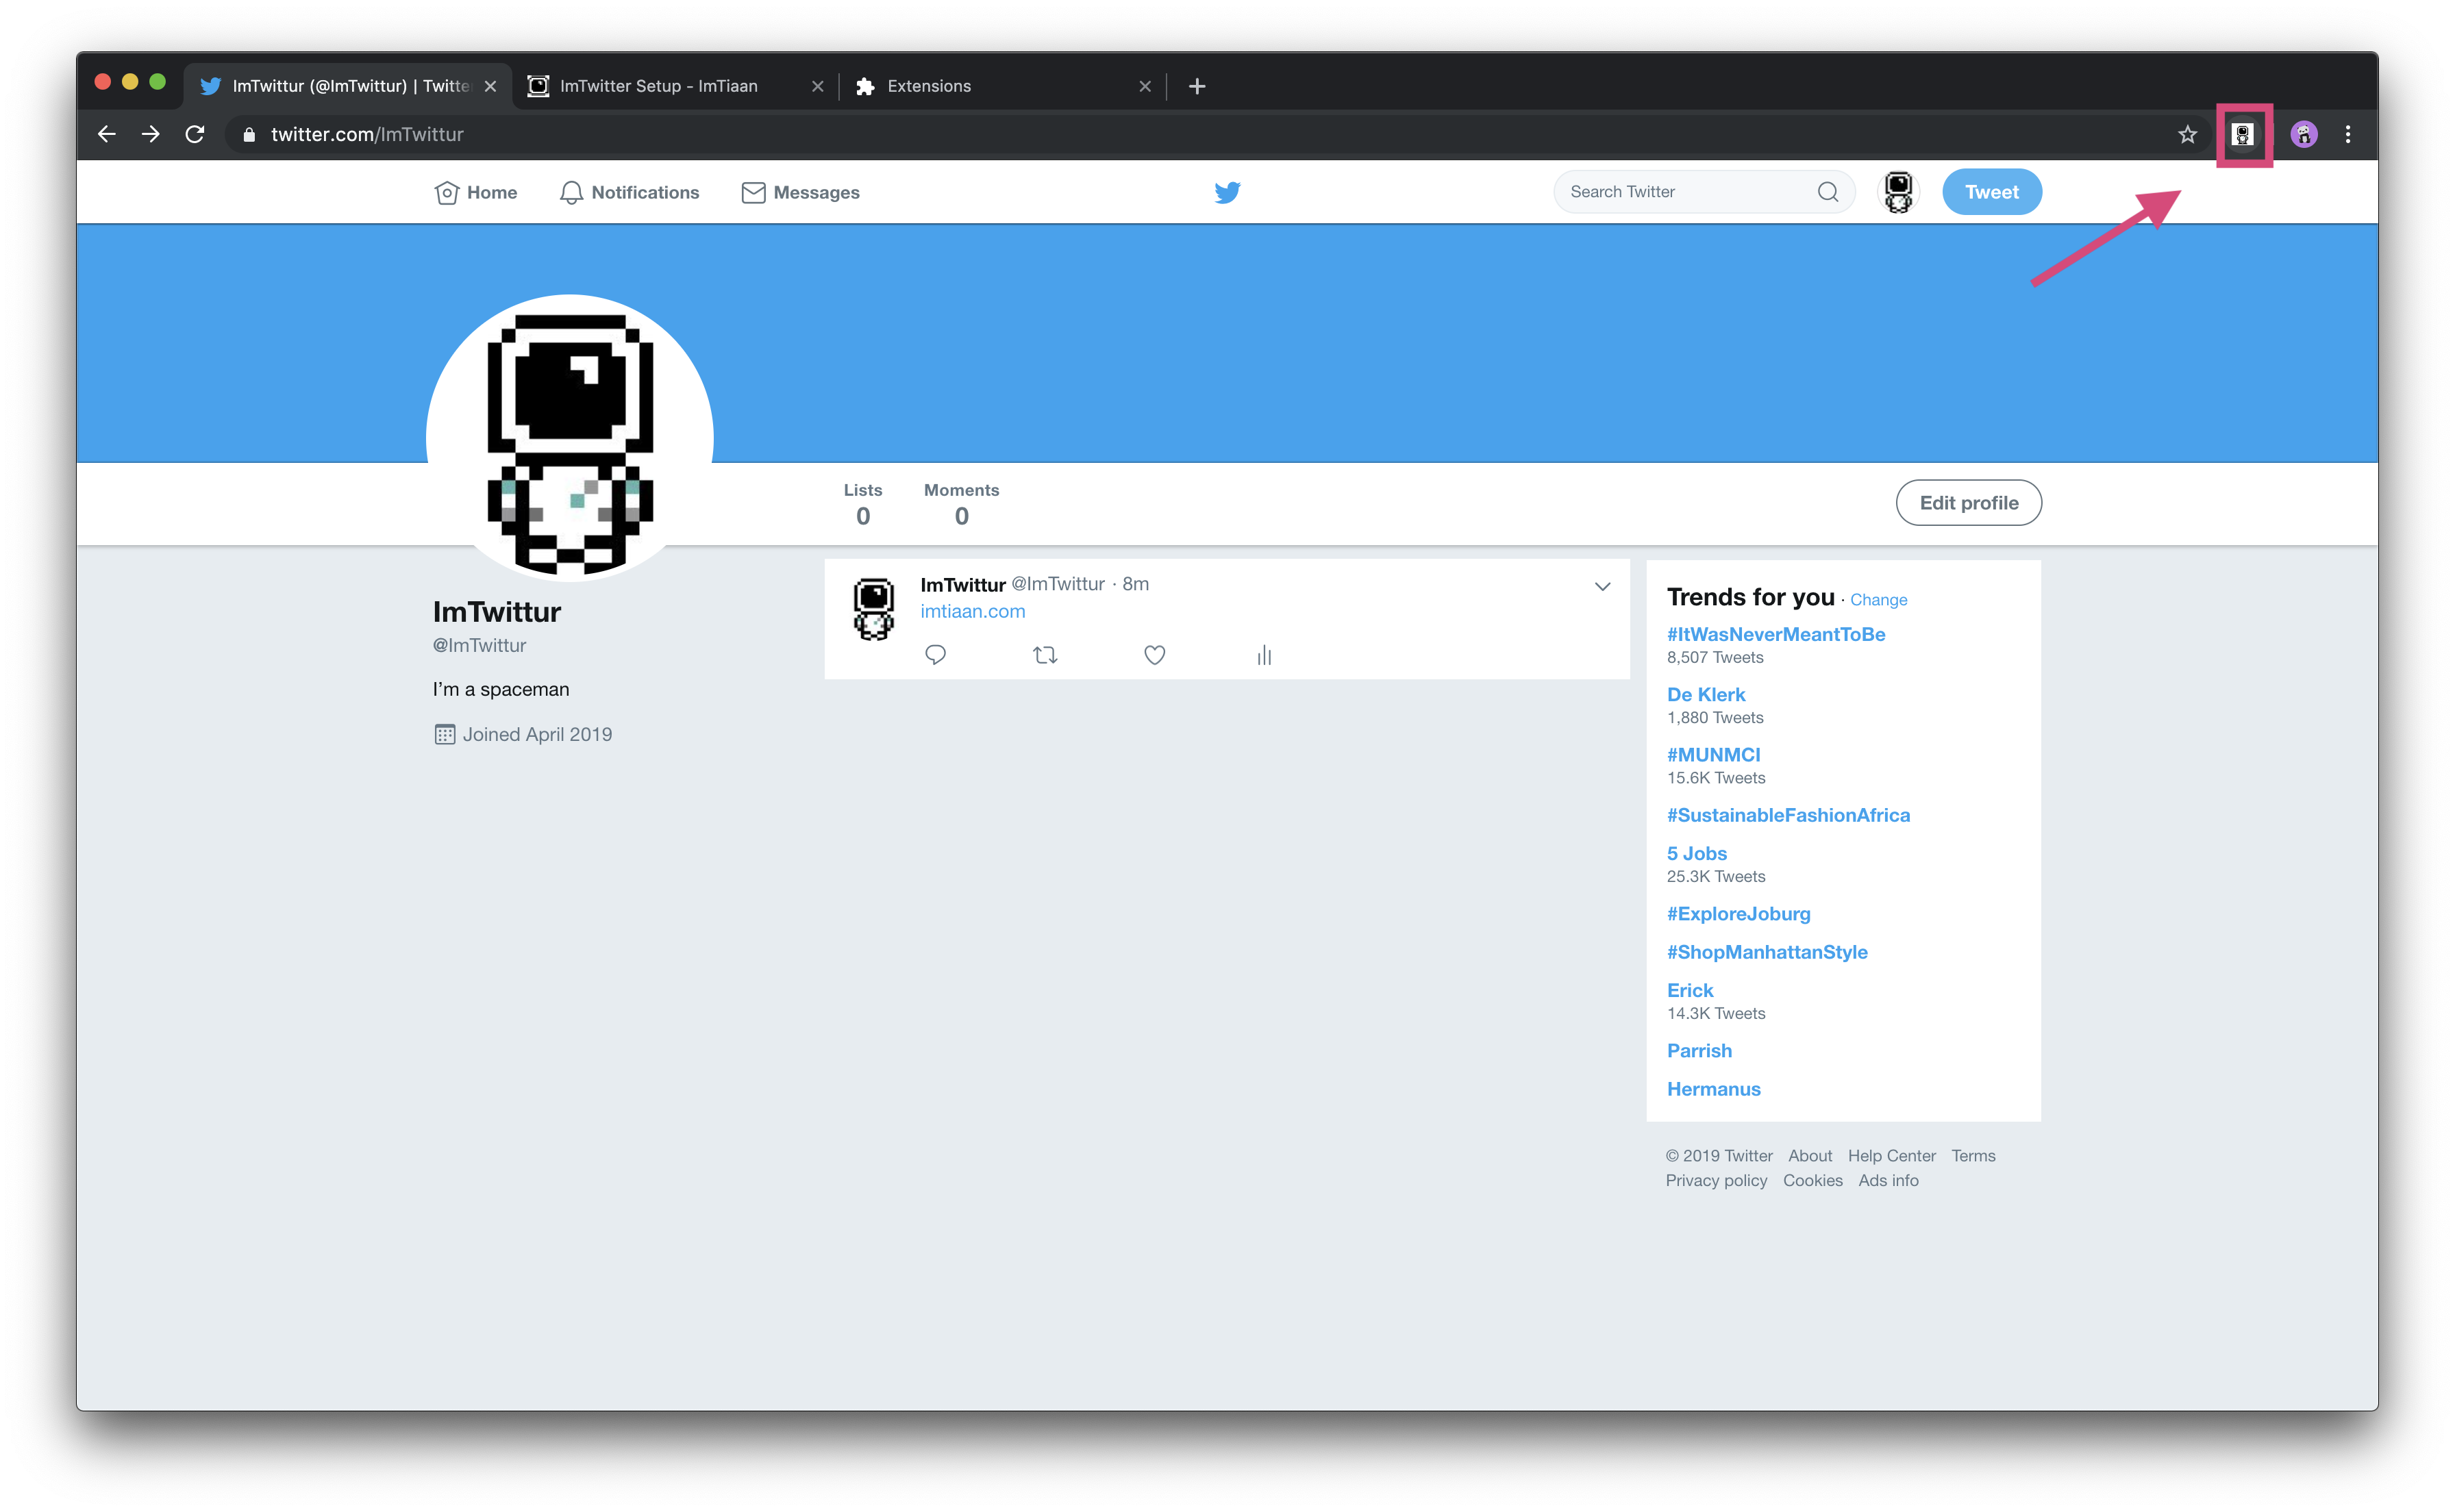 ImTwittur (@ImTwittur) | Twitte
ImTwitter Setup - ImTiaan
Extensions
twitter.com/ImTwittur
Home
Notifications
Messages
Search Twitter
Tweet
Lists
0
Moments
0
Edit profile
ImTwittur
@ImTwittur
I'm a spaceman
Joined April 2019
ImTwittur @ImTwittur · 8m
imtiaan.com
Trends for you · Change
#ItWasNeverMeantToBe
8,507 Tweets
De Klerk
1,880 Tweets
#MUNMCI
15.6K Tweets
#SustainableFashionAfrica
5 Jobs
25.3K Tweets
#ExploreJoburg
#ShopManhattanStyle
Erick
14.3K Tweets
Parrish
Hermanus
© 2019 Twitter About Help Center Terms
Privacy policy Cookies Ads info